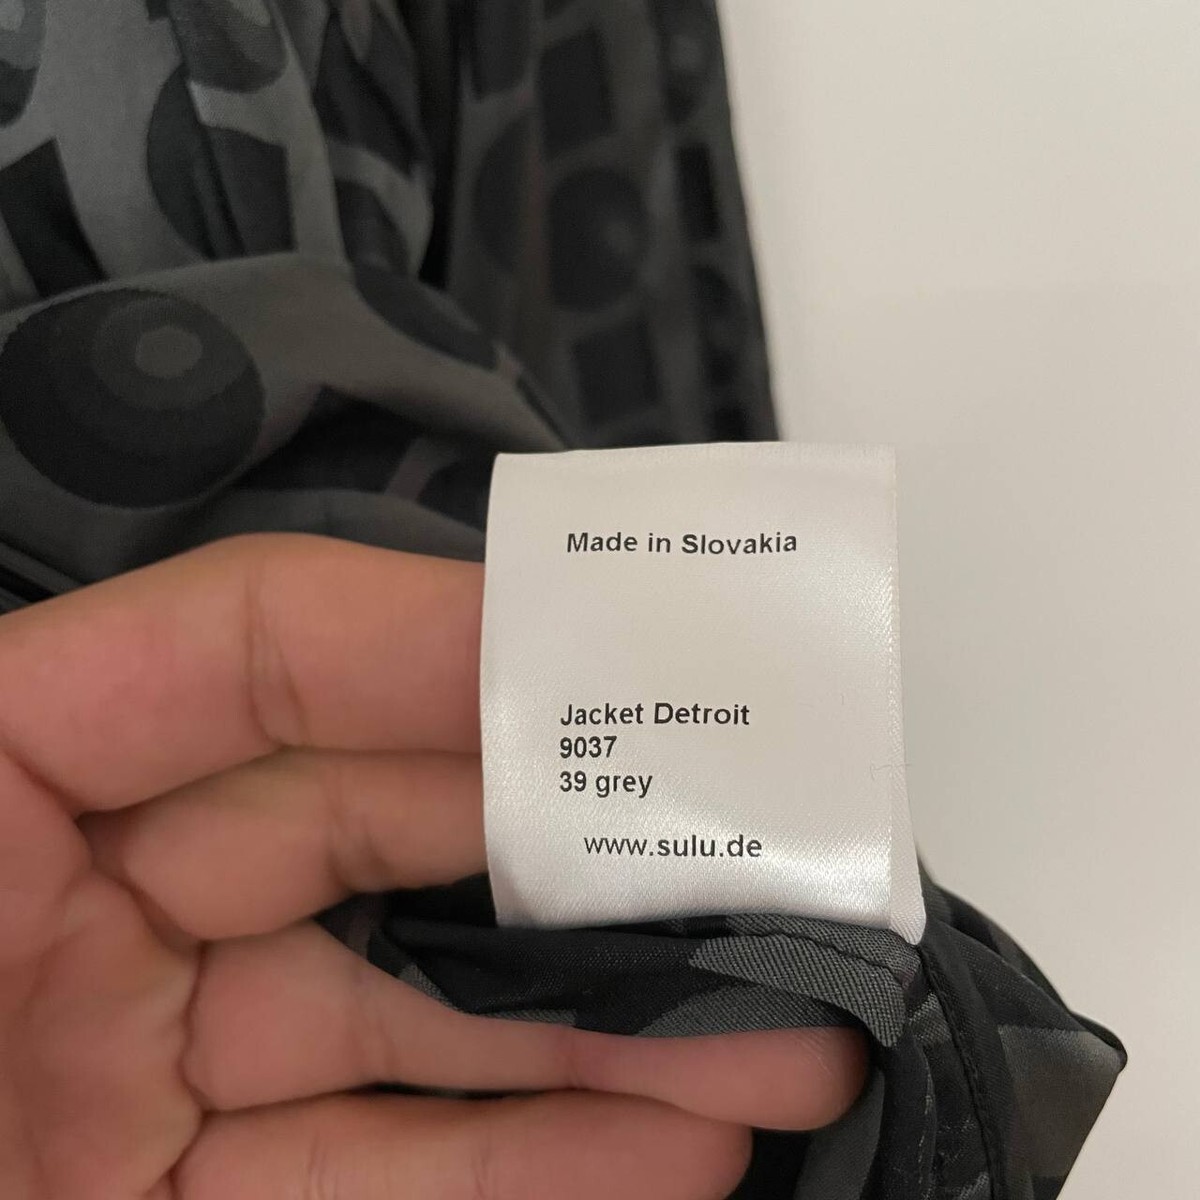 Made in Slovakia
Jacket Detroit
9037
39 grey
www.sulu.de